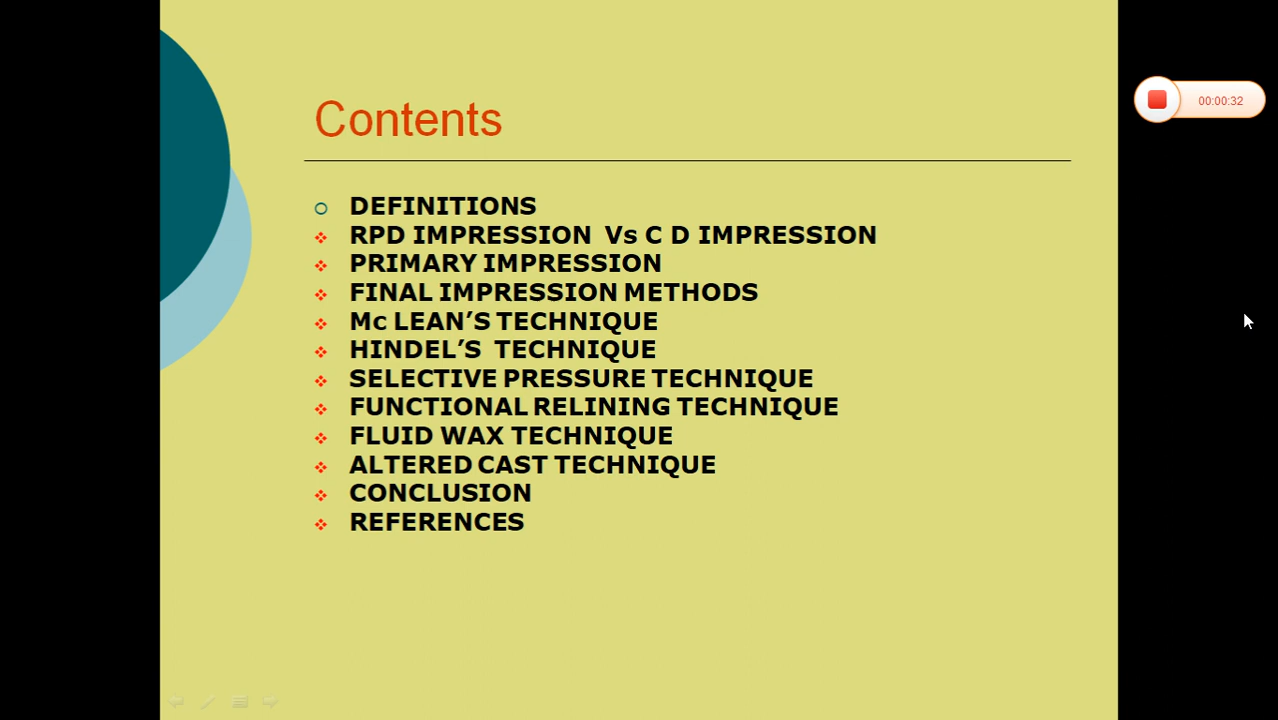 Contents
DEFINITIONS
RPD IMPRESSION Vs C D IMPRESSION
PRIMARY IMPRESSION
FINAL IMPRESSION METHODS
Mc LEAN’S TECHNIQUE
HINDEL’S TECHNIQUE
SELECTIVE PRESSURE TECHNIQUE
FUNCTIONAL RELINING TECHNIQUE
FLUID WAX TECHNIQUE
ALTERED CAST TECHNIQUE
CONCLUSION
REFERENCES
00:00:32